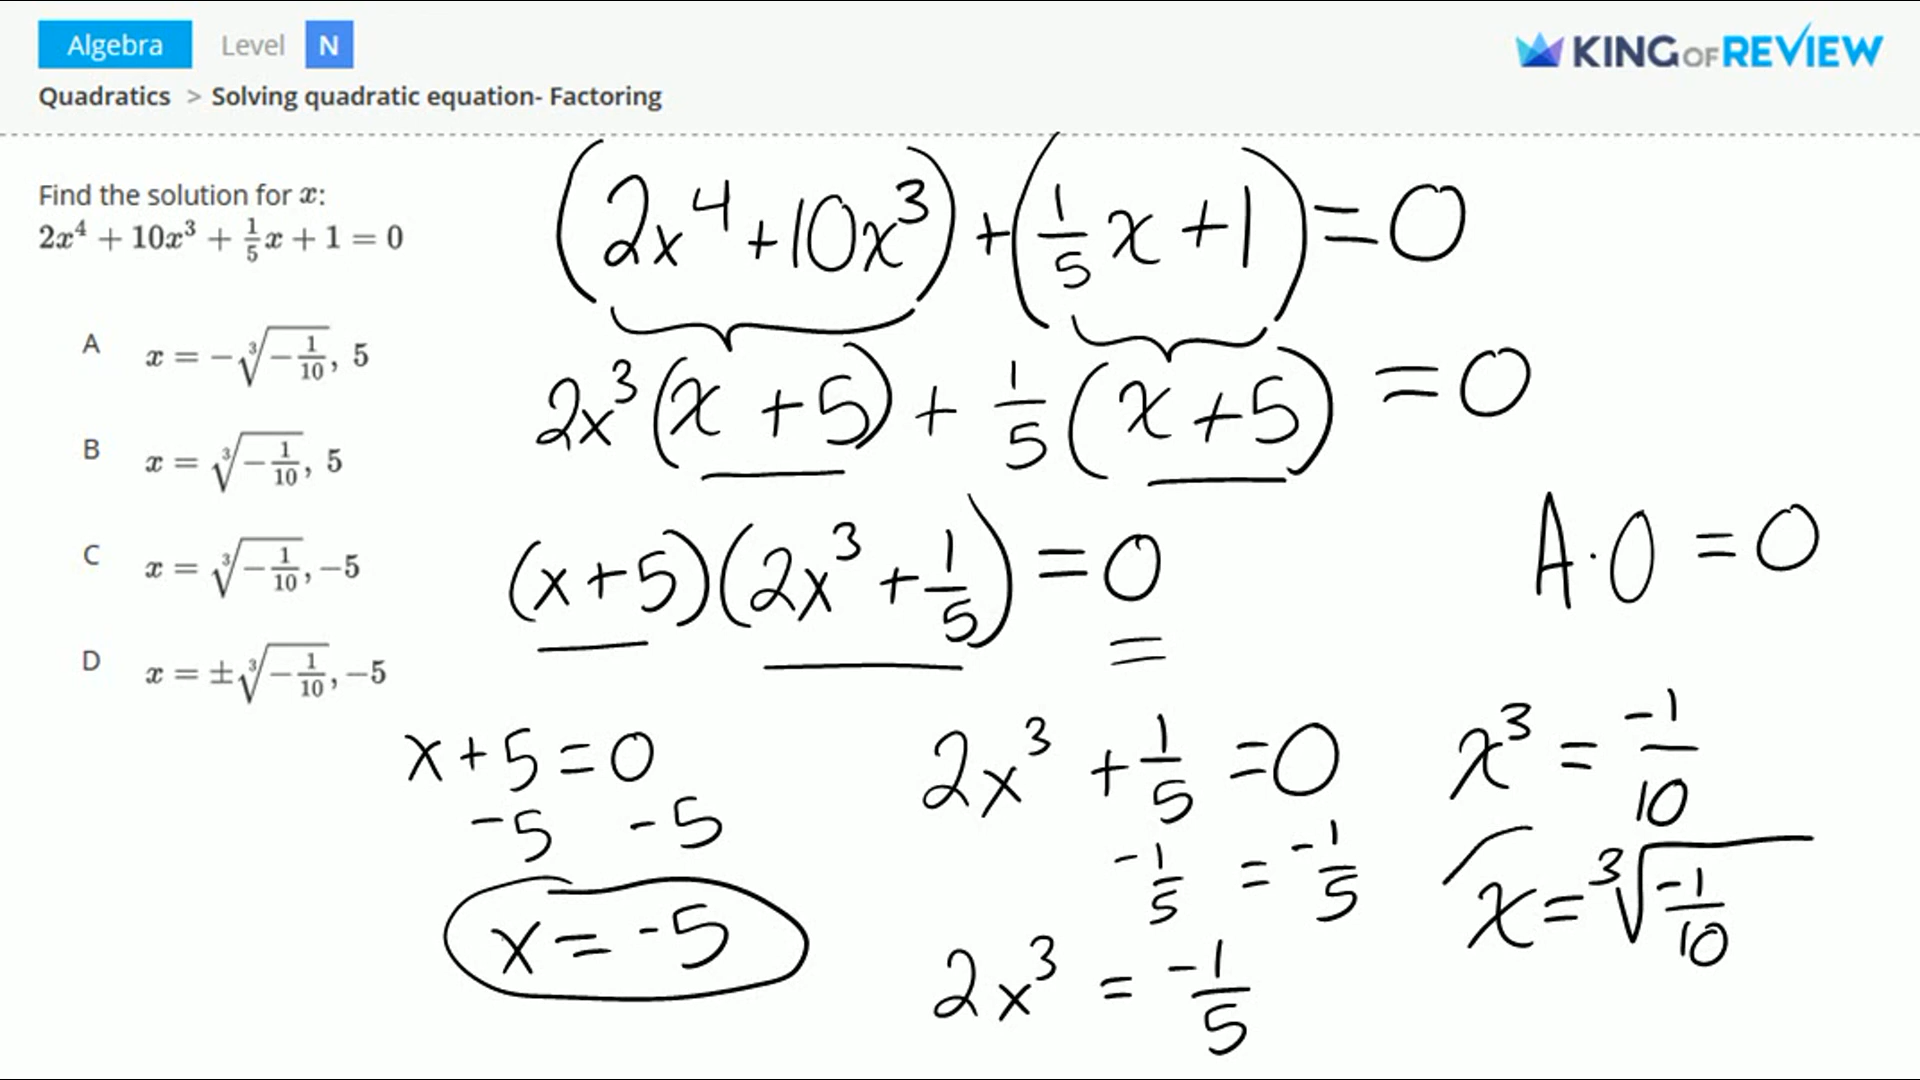 Algebra Level N
KING OF REVIEW
Quadratics > Solving quadratic equation- Factoring
Find the solution for x:
2x⁴ + 10x³ + 1/5 x + 1 = 0
A x = -∛(-1/10), 5
B x = ∛(-1/10), 5
C x = ∛(-1/10), -5
D x = ±∛(-1/10), -5
(2x⁴ + 10x³) + (1/5 x + 1) = 0
2x³(x + 5) + 1/5 (x + 5) = 0
(x + 5)(2x³ + 1/5) = 0
=
A · 0 = 0
x + 5 = 0
-5 -5
x = -5
2x³ + 1/5 = 0
-1/5 = -1/5
2x³ = -1/5
x³ = -1/10
x = ∛(-1/10)